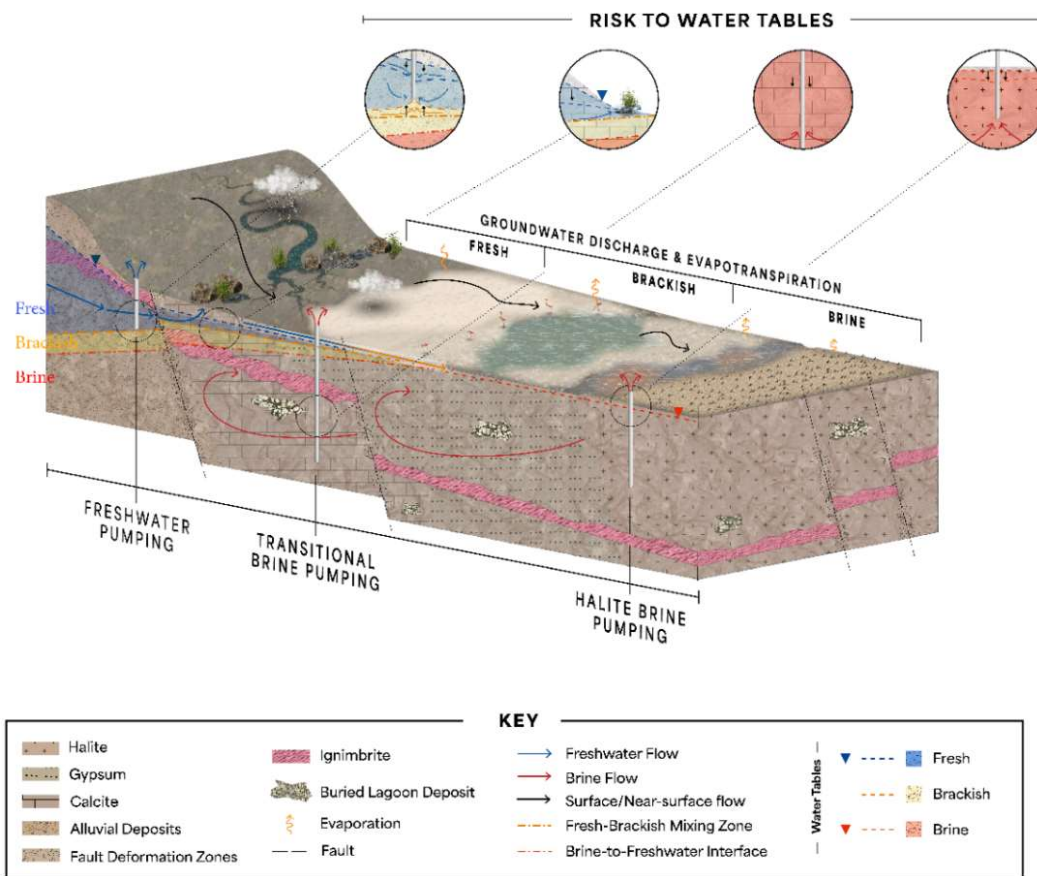 RISK TO WATER TABLES
GROUNDWATER DISCHARGE & EVAPOTRANSPIRATION
FRESH
BRACKISH
BRINE
Fresh
Brackish
Brine
FRESHWATER
PUMPING
TRANSITIONAL
BRINE PUMPING
HALITE BRINE
PUMPING
KEY
Halite
Gypsum
Calcite
Alluvial Deposits
Fault Deformation Zones
Ignimbrite
Buried Lagoon Deposit
Evaporation
Fault
Freshwater Flow
Brine Flow
Surface/Near-surface flow
Fresh-Brackish Mixing Zone
Brine-to-Freshwater Interface
Water Tables
Fresh
Brackish
Brine